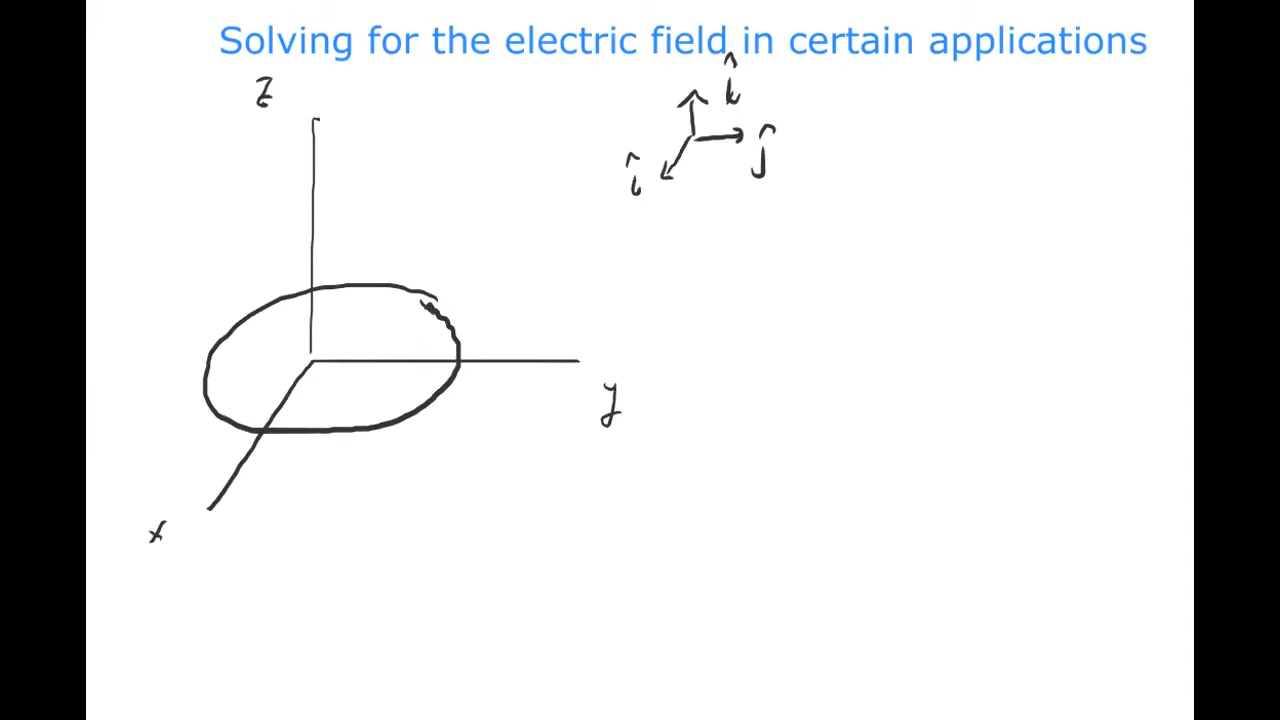 Solving for the electric field in certain applications
z
k̂
ĵ
î
y
x